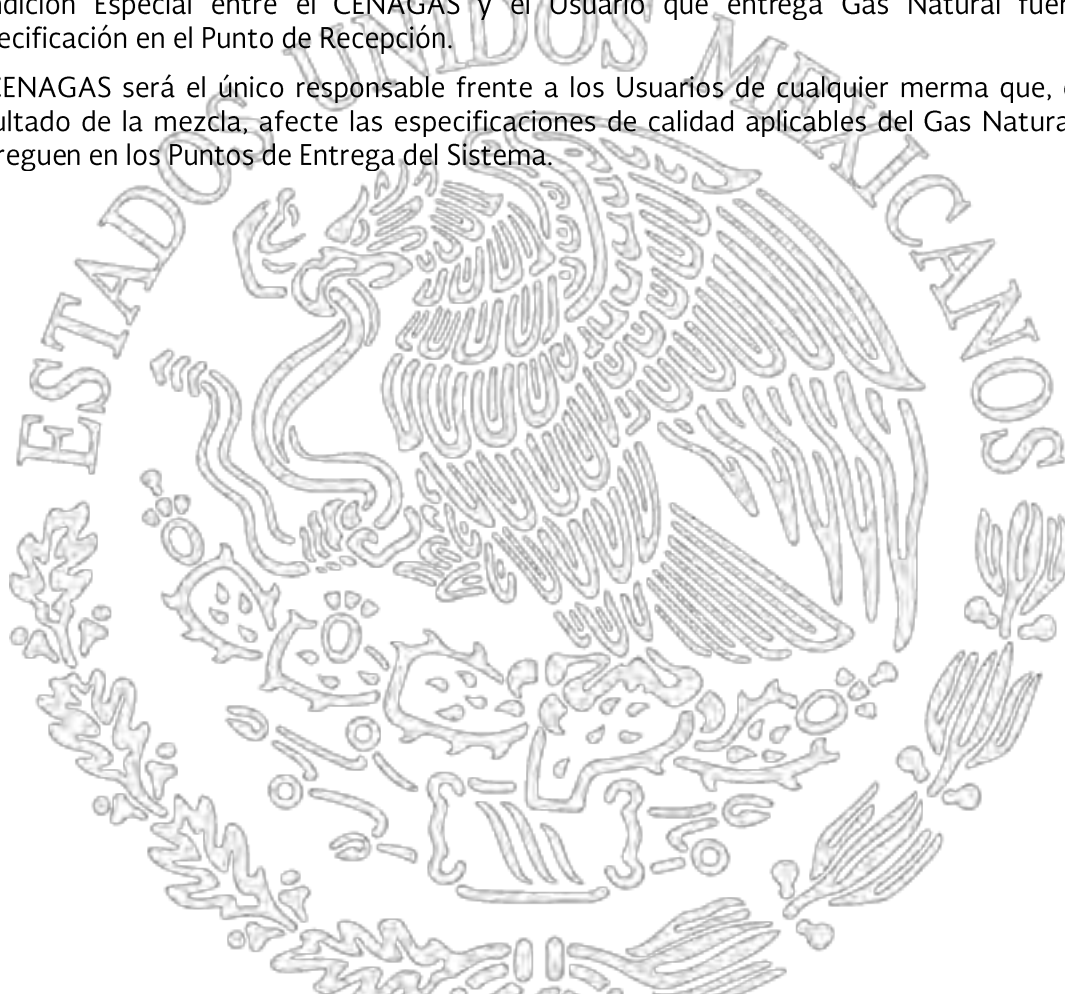 ndición Especial entre el CENAGAS y el Usuario que entrega Gas Natural fuer
ecificación en el Punto de Recepción.
CENAGAS será el único responsable frente a los Usuarios de cualquier merma que,
ultado de la mezcla, afecte las especificaciones de calidad aplicables del Gas Natura
reguen en los Puntos de Entrega del Sistema.
ESTADOS UNIDOS MEXICANOS